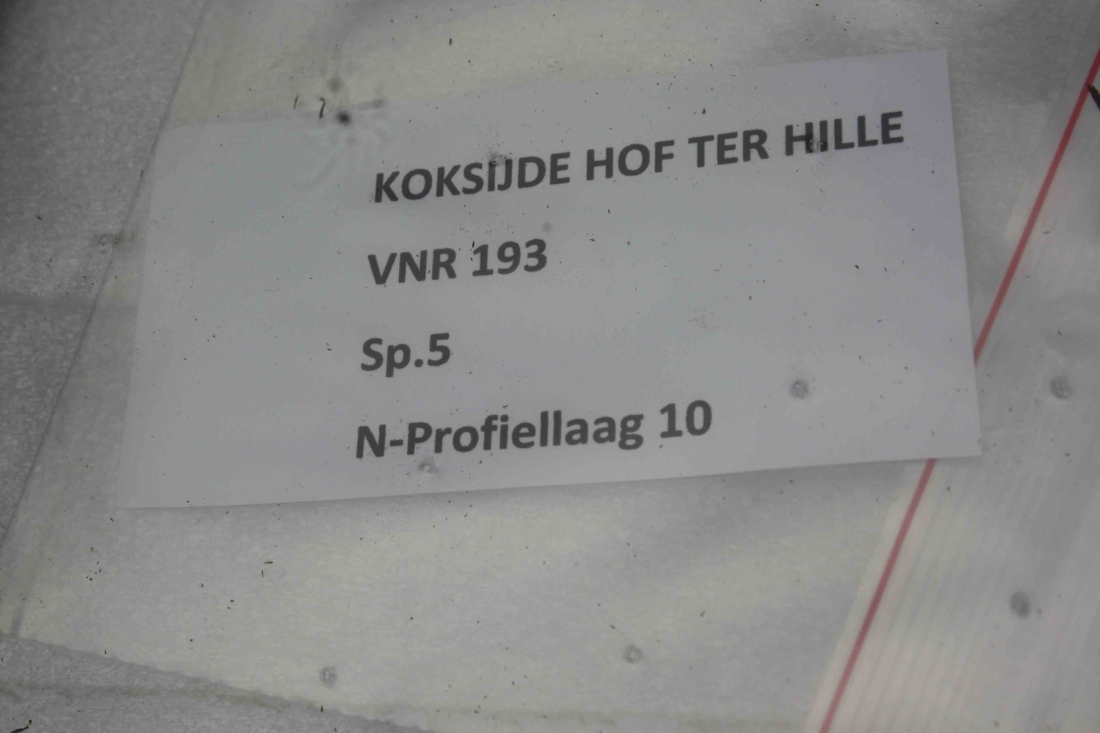 KOKSIJDE HOF TER HILLE
VNR 193
Sp.5
N-Profiellaag 10